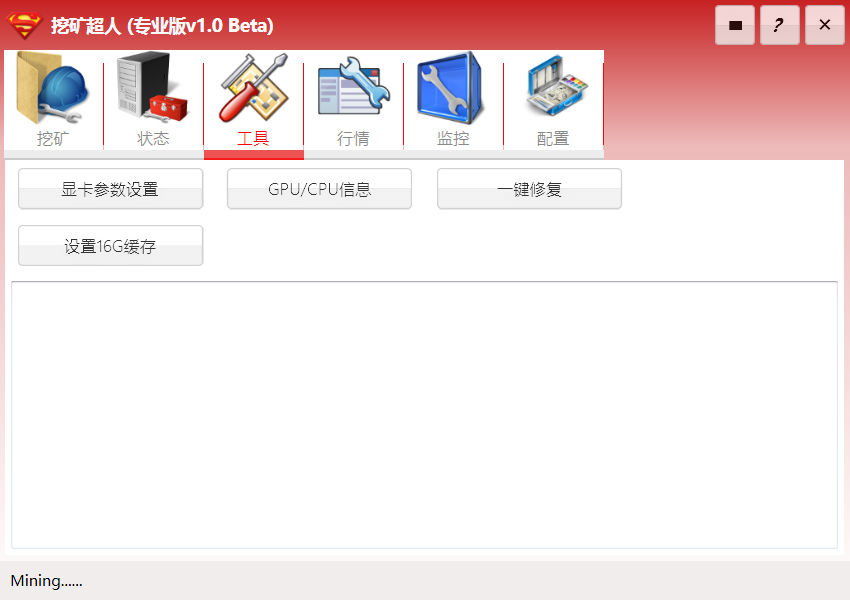 挖矿超人 (专业版v1.0 Beta)
?
挖矿 状态 工具 行情 监控 配置
显卡参数设置 GPU/CPU信息 一键修复
设置16G缓存
Mining......